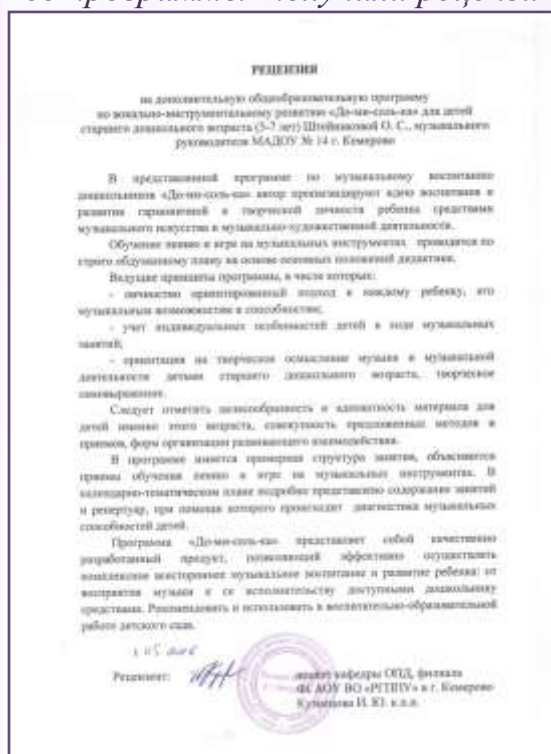 РЕЦЕНЗИЯ
на дополнительную общеобразовательную программу
по вокально-инструментальному развитию «До-ми-соль-ка» для детей
старшего дошкольного возраста (5-7 лет) Штейниковой О. С., музыкального
руководителя МАДОУ № 14 г. Кемерово
В представленной программе по музыкальному воспитанию
дошкольников «До-ми-соль-ка» автор пропагандируют идею воспитания и
развития гармоничной и творческой личности ребенка средствами
музыкального искусства и музыкально-художественной деятельности.
Обучение пению и игре на музыкальных инструментах проводится по
строго обдуманному плану на основе основных положений дидактики.
Ведущие принципы программы, в числе которых:
- личностно ориентированный подход к каждому ребенку, его
музыкальным возможностям и способностям;
- учет индивидуальных особенностей детей в ходе музыкальных
занятий;
- ориентация на творческое осмысление музыки и музыкальной
деятельности детьми старшего дошкольного возраста, творческое
самовыражение.
Следует отметить целесообразность и адекватность материала для
детей именно этого возраста, совокупность предложенных методов и
приемов, форм организации развивающего взаимодействия.
В программе имеется примерная структура занятия, объясняются
приемы обучения пению и игре на музыкальных инструментах. В
календарно-тематическом плане подробно представлено содержание занятий
и репертуар, при помощи которого происходит диагностика музыкальных
способностей детей.
Программа «До-ми-соль-ка» представляет собой качественно
разработанный продукт, позволяющий эффективно осуществлять
комплексное всестороннее музыкальное воспитание и развитие ребенка: от
восприятия музыки к ее исполнительству доступными дошкольнику
средствами. Рекомендовать и использовать в воспитательно-образовательной
работе детского сада.
Рецензент: доцент кафедры ОПД, филиала
ФГАОУ ВО «РГППУ» в г. Кемерово
И. Ю. к.п.н.